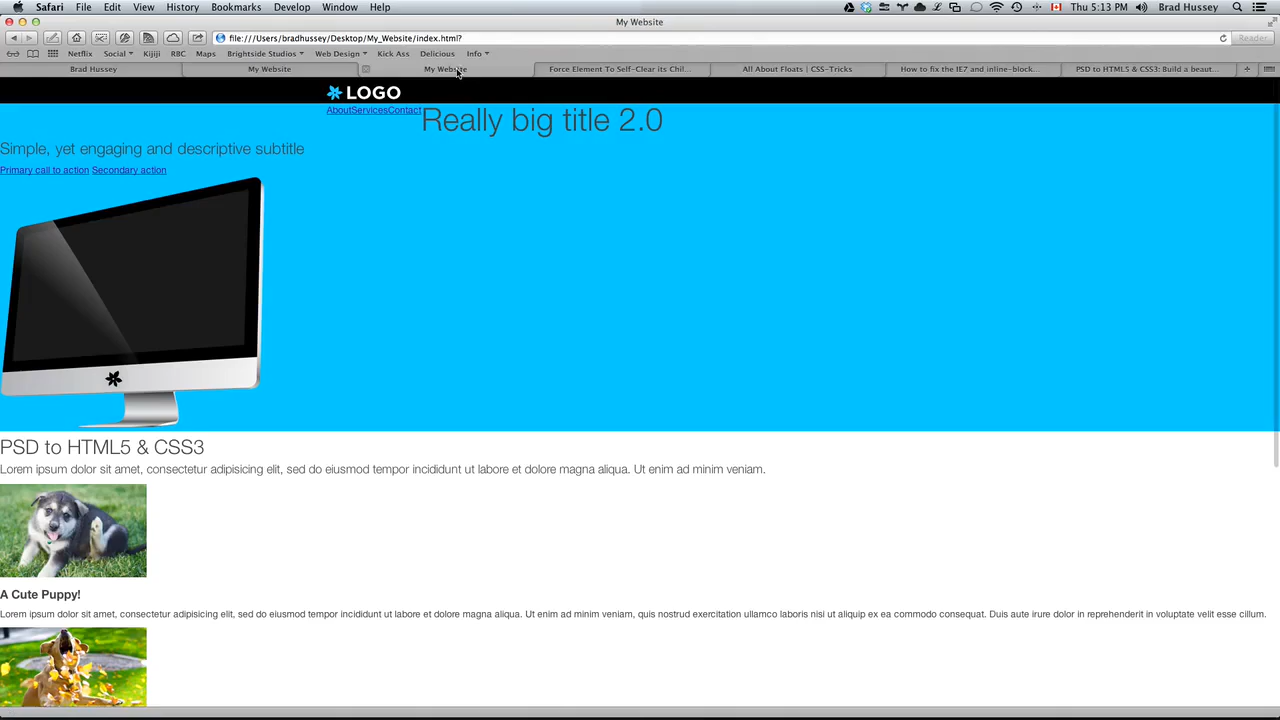 Safari File Edit View History Bookmarks Develop Window Help Thu 5:13 PM Brad Hussey
My Website
file:///Users/bradhussey/Desktop/My_Website/index.html? Reader
Netflix Social Kijiji RBC Maps Brightside Studios Web Design Kick Ass Delicious Info
Brad Hussey My Website My Website Force Element To Self-Clear its Chil... All About Floats | CSS-Tricks How to fix the IE7 and inline-block... PSD to HTML5 & CSS3: Build a beaut... +
LOGO
AboutServicesContact
Really big title 2.0
Simple, yet engaging and descriptive subtitle
Primary call to action Secondary action
PSD to HTML5 & CSS3
Lorem ipsum dolor sit amet, consectetur adipisicing elit, sed do eiusmod tempor incididunt ut labore et dolore magna aliqua. Ut enim ad minim veniam.
A Cute Puppy!
Lorem ipsum dolor sit amet, consectetur adipisicing elit, sed do eiusmod tempor incididunt ut labore et dolore magna aliqua. Ut enim ad minim veniam, quis nostrud exercitation ullamco laboris nisi ut aliquip ex ea commodo consequat. Duis aute irure dolor in reprehenderit in voluptate velit esse cillum.